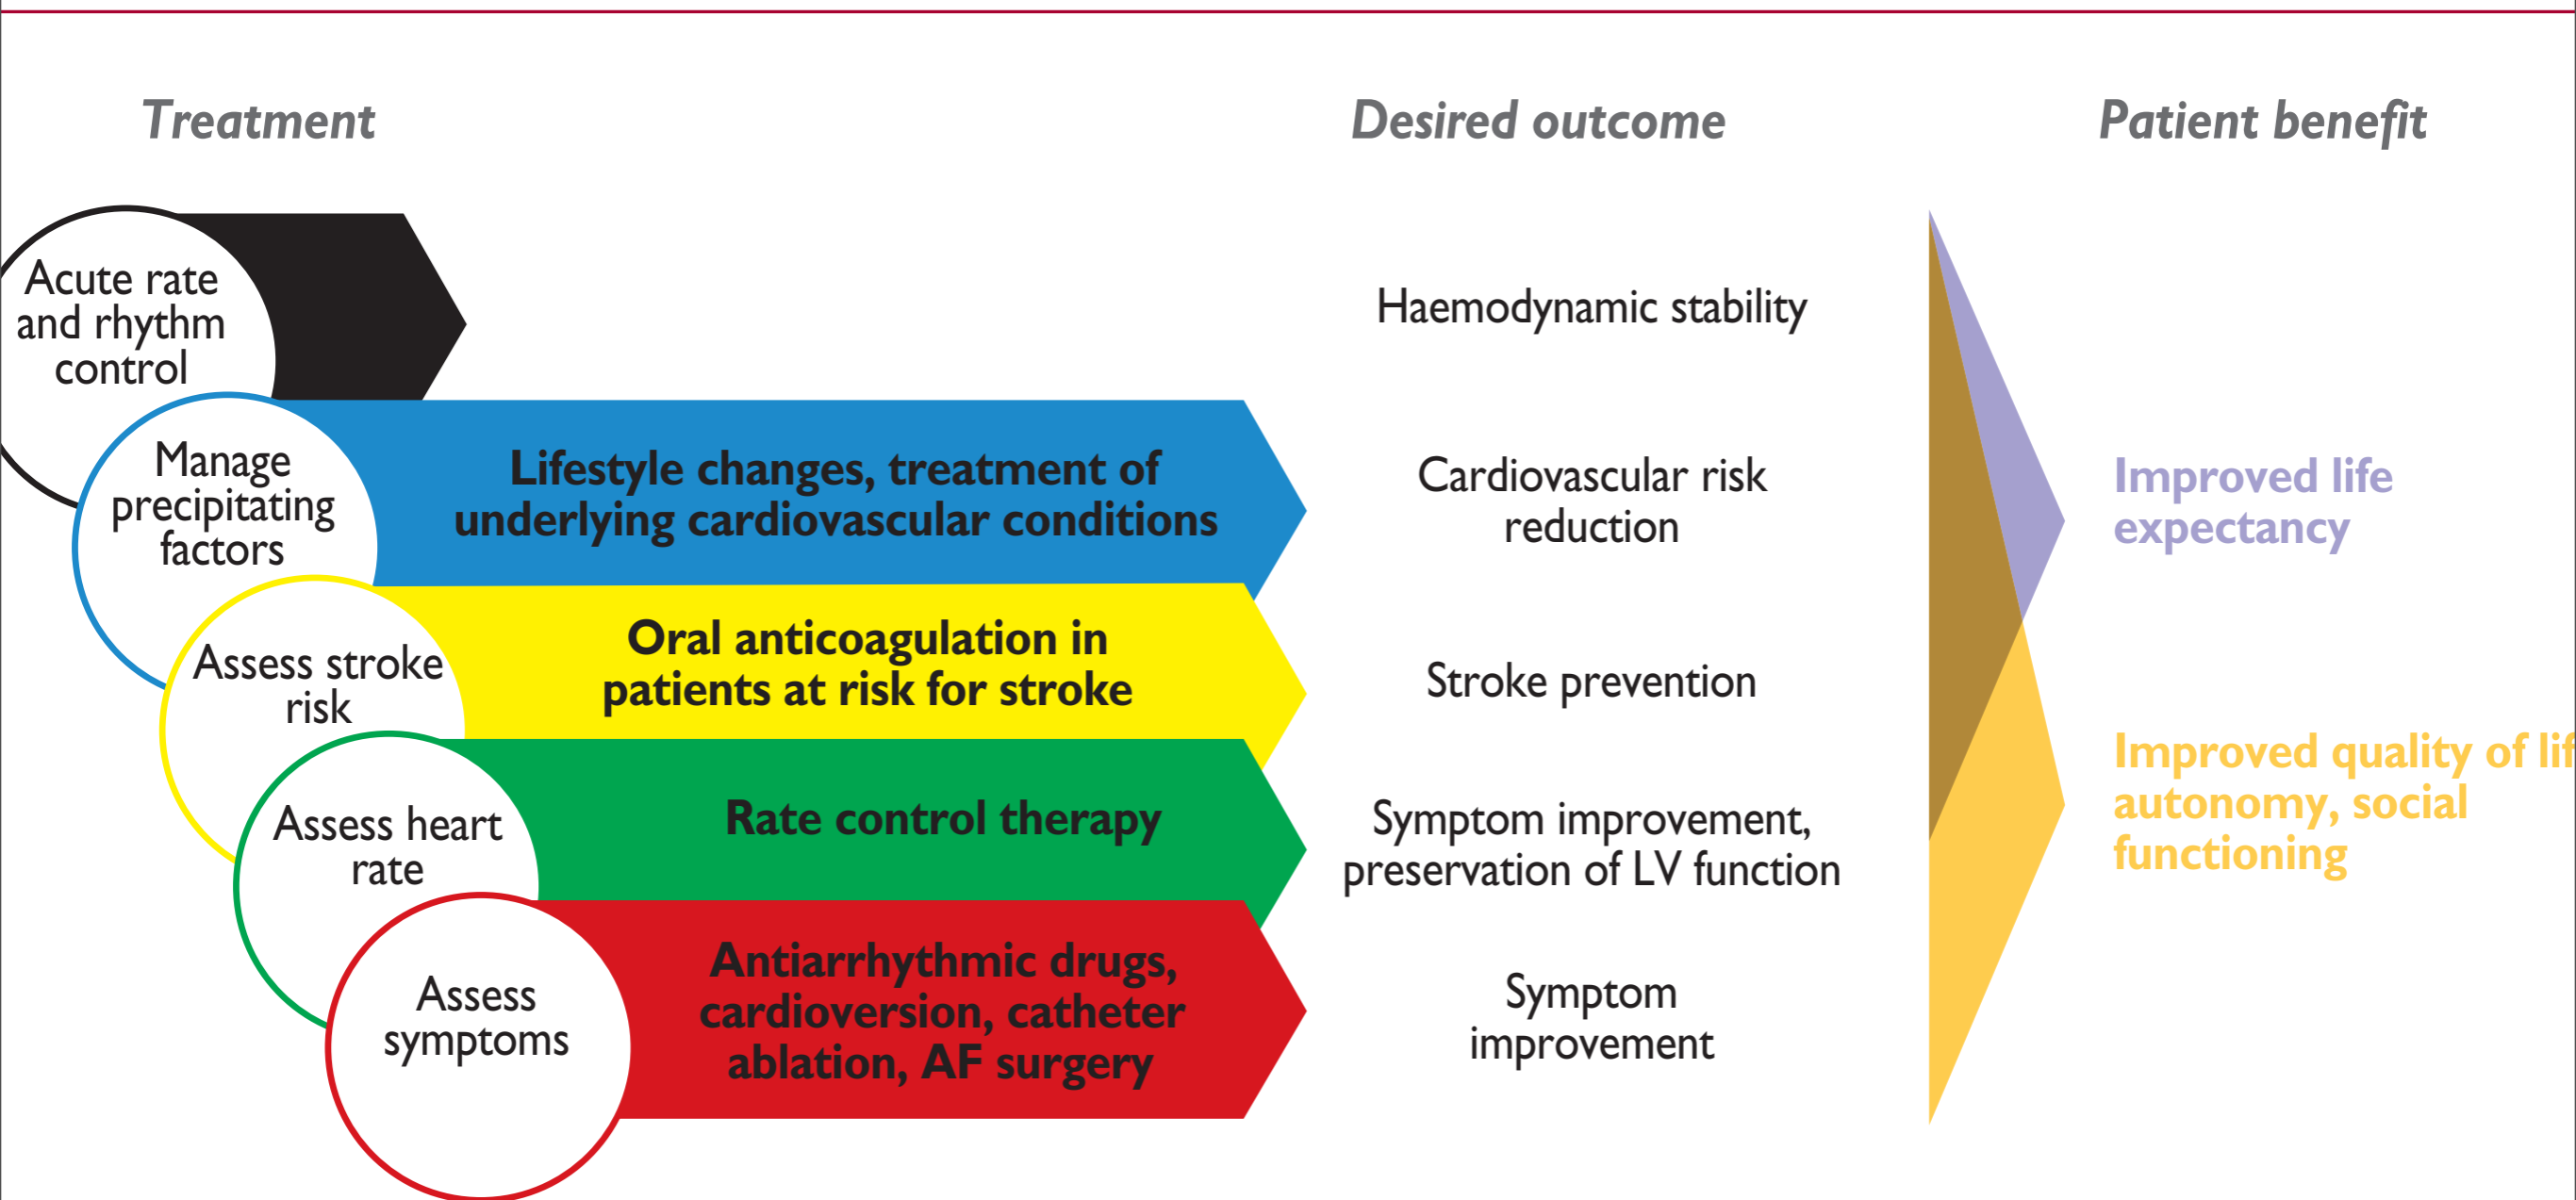 Treatment
Desired outcome
Patient benefit
Acute rate
and rhythm
control
Haemodynamic stability
Manage
precipitating
factors
Lifestyle changes, treatment of
underlying cardiovascular conditions
Cardiovascular risk
reduction
Improved life
expectancy
Assess stroke
risk
Oral anticoagulation in
patients at risk for stroke
Stroke prevention
Assess heart
rate
Rate control therapy
Symptom improvement,
preservation of LV function
Improved quality of lif
autonomy, social
functioning
Assess
symptoms
Antiarrhythmic drugs,
cardioversion, catheter
ablation, AF surgery
Symptom
improvement